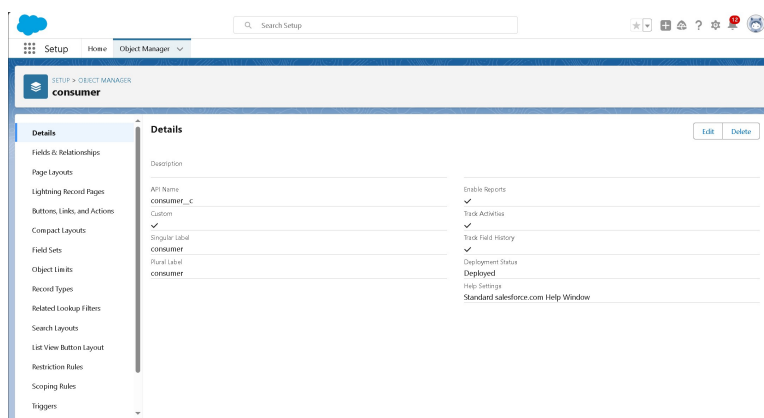 Search Setup
12
Setup
Home
Object Manager
SETUP > OBJECT MANAGER
consumer
Details
Fields & Relationships
Page Layouts
Lightning Record Pages
Buttons, Links, and Actions
Compact Layouts
Field Sets
Object Limits
Record Types
Related Lookup Filters
Search Layouts
List View Button Layout
Restriction Rules
Scoping Rules
Triggers
Details
Edit
Delete
Description
API Name
consumer__c
Custom
Singular Label
consumer
Plural Label
consumer
Enable Reports
Track Activities
Track Field History
Deployment Status
Deployed
Help Settings
Standard salesforce.com Help Window